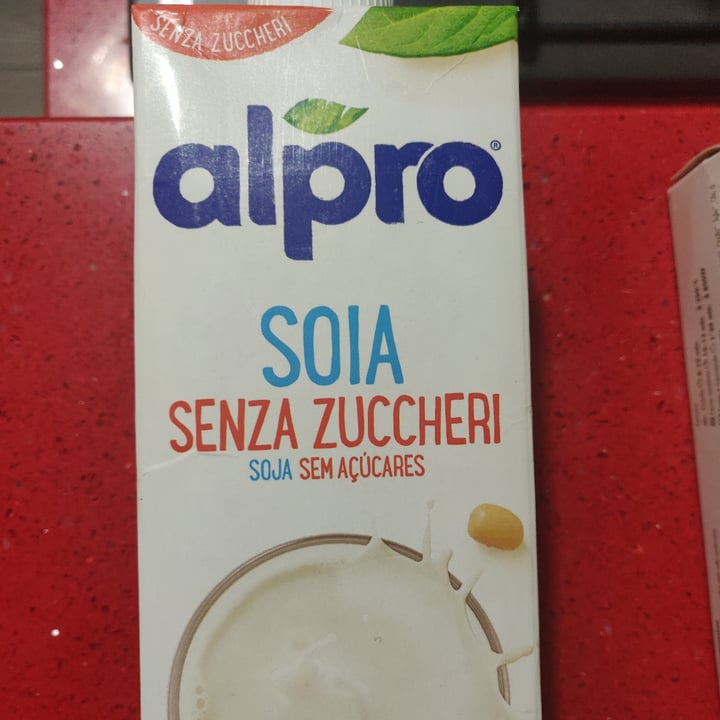 SENZA ZUCCHERI
alpro®
SOIA
SENZA ZUCCHERI
SOJA SEM AÇÚCARES